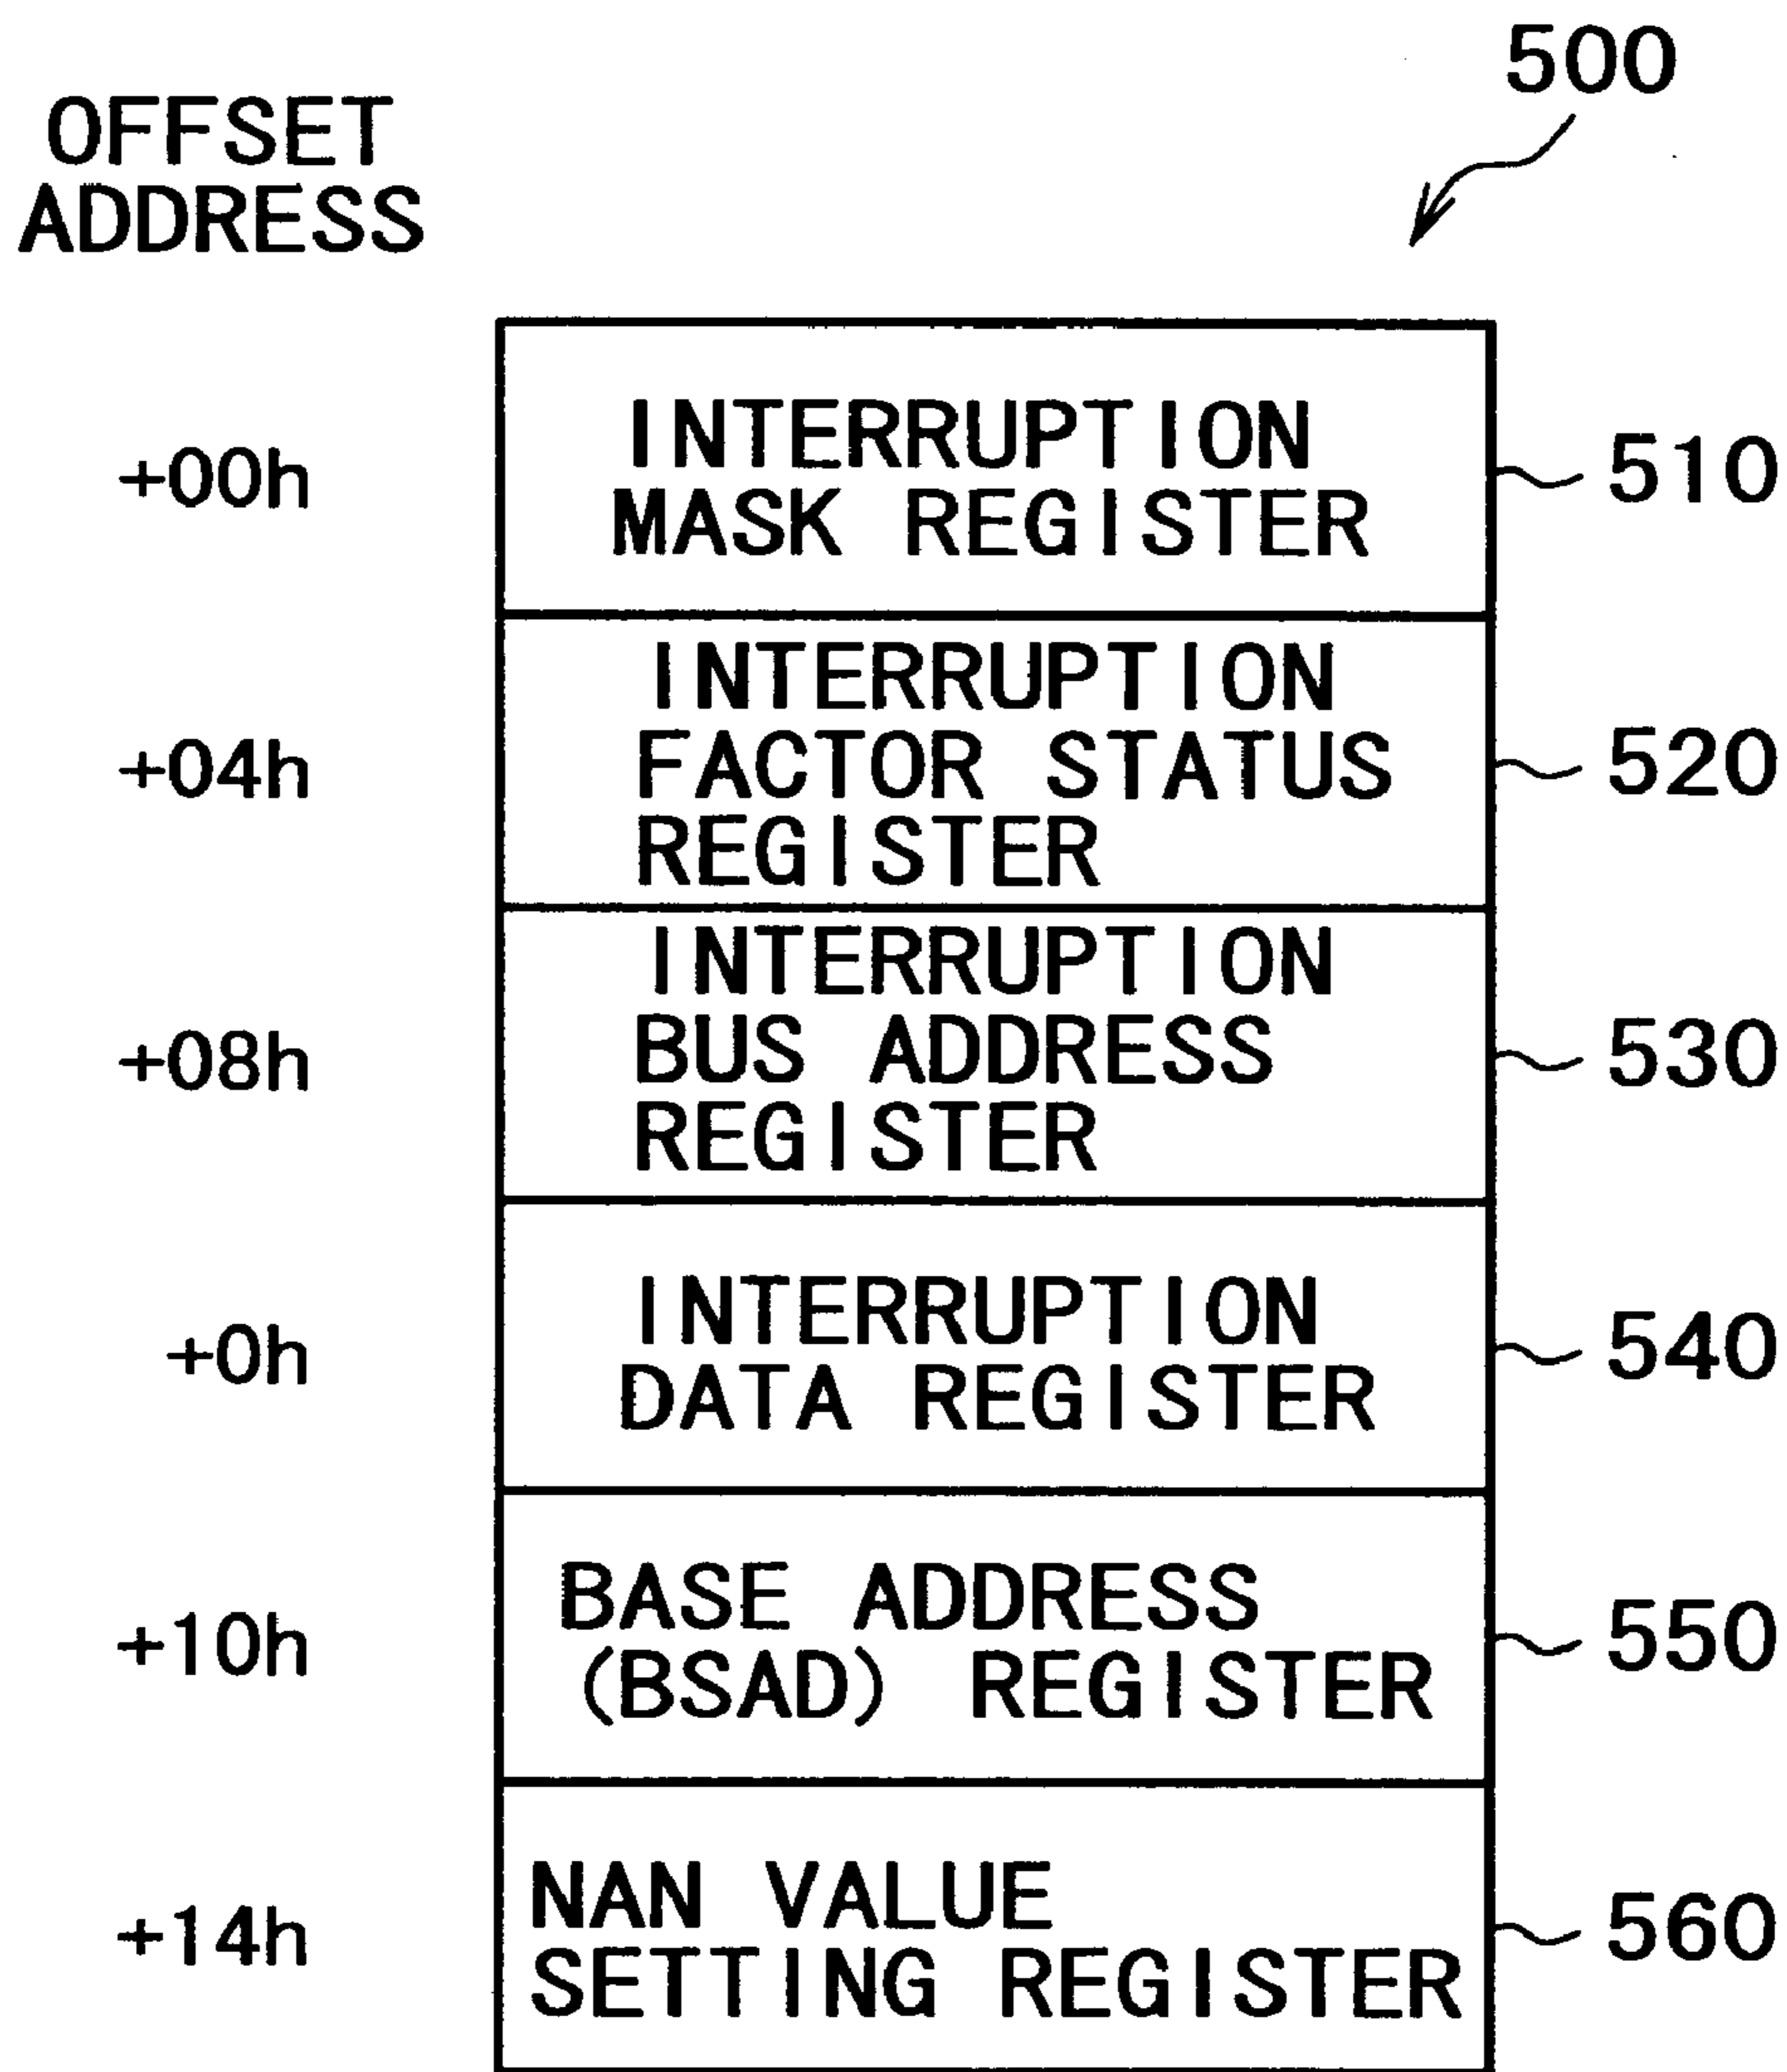 500
OFFSET
ADDRESS
+00h
INTERRUPTION
MASK REGISTER
510
+04h
INTERRUPTION
FACTOR STATUS
REGISTER
520
+08h
INTERRUPTION
BUS ADDRESS
REGISTER
530
+0h
INTERRUPTION
DATA REGISTER
540
+10h
BASE ADDRESS
(BSAD) REGISTER
550
+14h
NAN VALUE
SETTING REGISTER
560